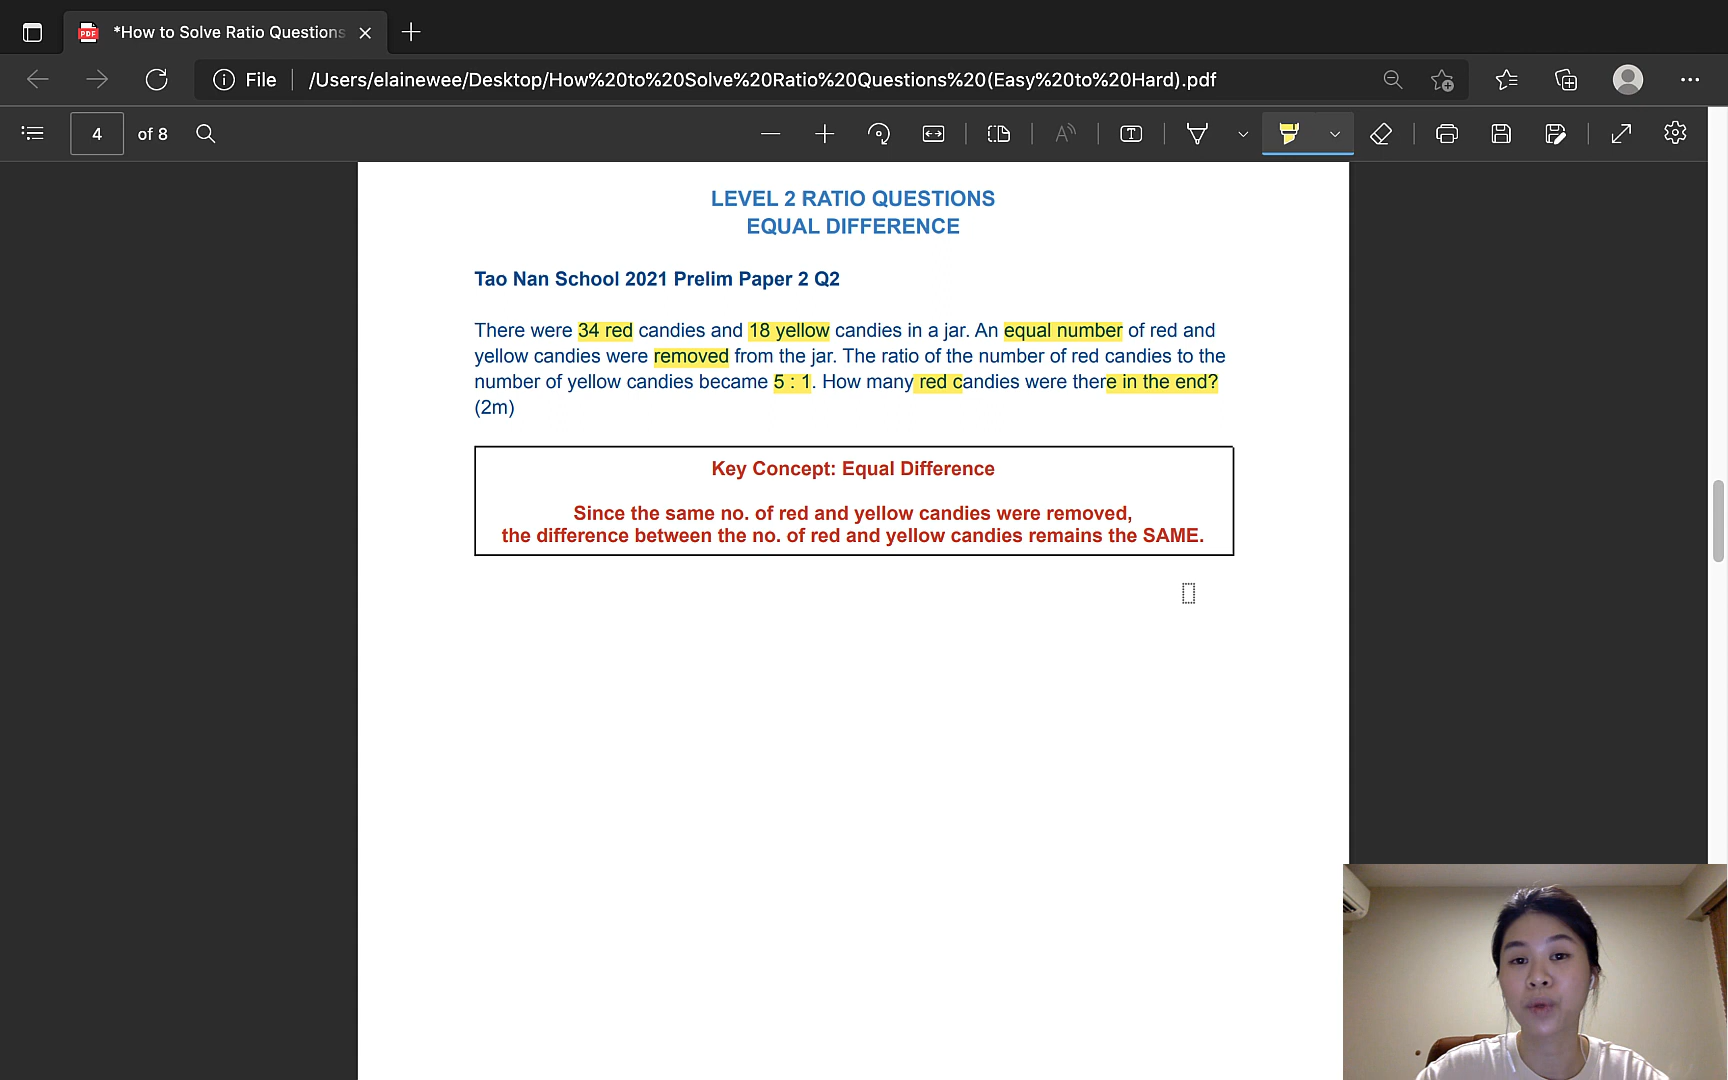 *How to Solve Ratio Questions
File
/Users/elainewee/Desktop/How%20to%20Solve%20Ratio%20Questions%20(Easy%20to%20Hard).pdf
4 of 8
LEVEL 2 RATIO QUESTIONS
EQUAL DIFFERENCE
Tao Nan School 2021 Prelim Paper 2 Q2
There were 34 red candies and 18 yellow candies in a jar. An equal number of red and
yellow candies were removed from the jar. The ratio of the number of red candies to the
number of yellow candies became 5 : 1. How many red candies were there in the end?
(2m)
Key Concept: Equal Difference
Since the same no. of red and yellow candies were removed,
the difference between the no. of red and yellow candies remains the SAME.